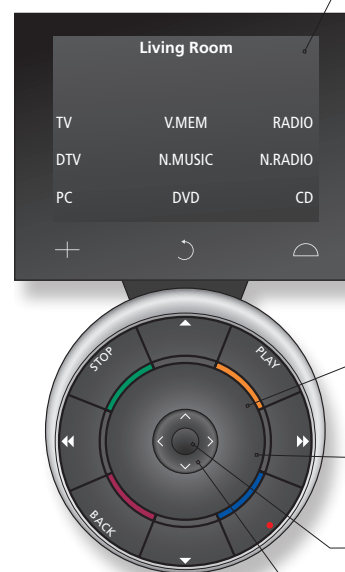 Living Room
TV V.MEM RADIO
DTV N.MUSIC N.RADIO
PC DVD CD
STOP PLAY
BACK